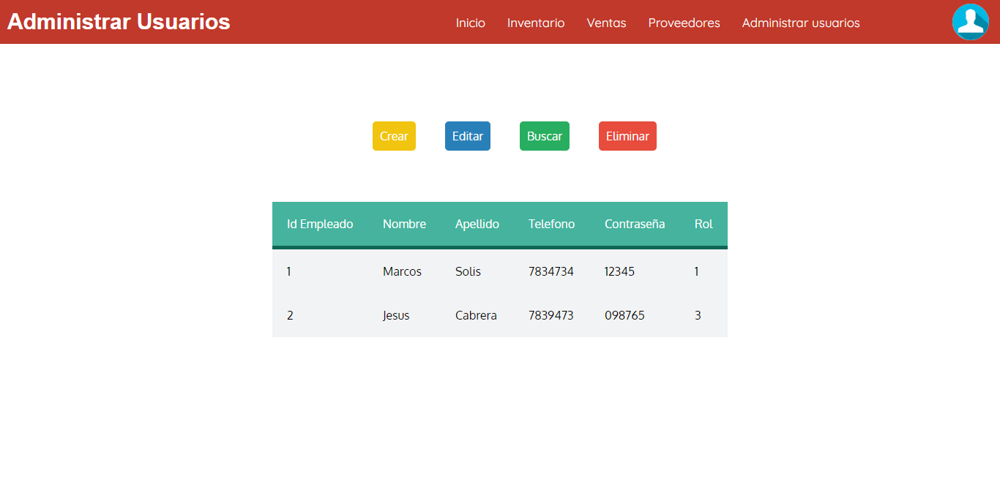 Administrar Usuarios Inicio Inventario Ventas Proveedores Administrar usuarios
Crear Editar Buscar Eliminar
Id Empleado Nombre Apellido Telefono Contraseña Rol
1 Marcos Solis 7834734 12345 1
2 Jesus Cabrera 7839473 098765 3